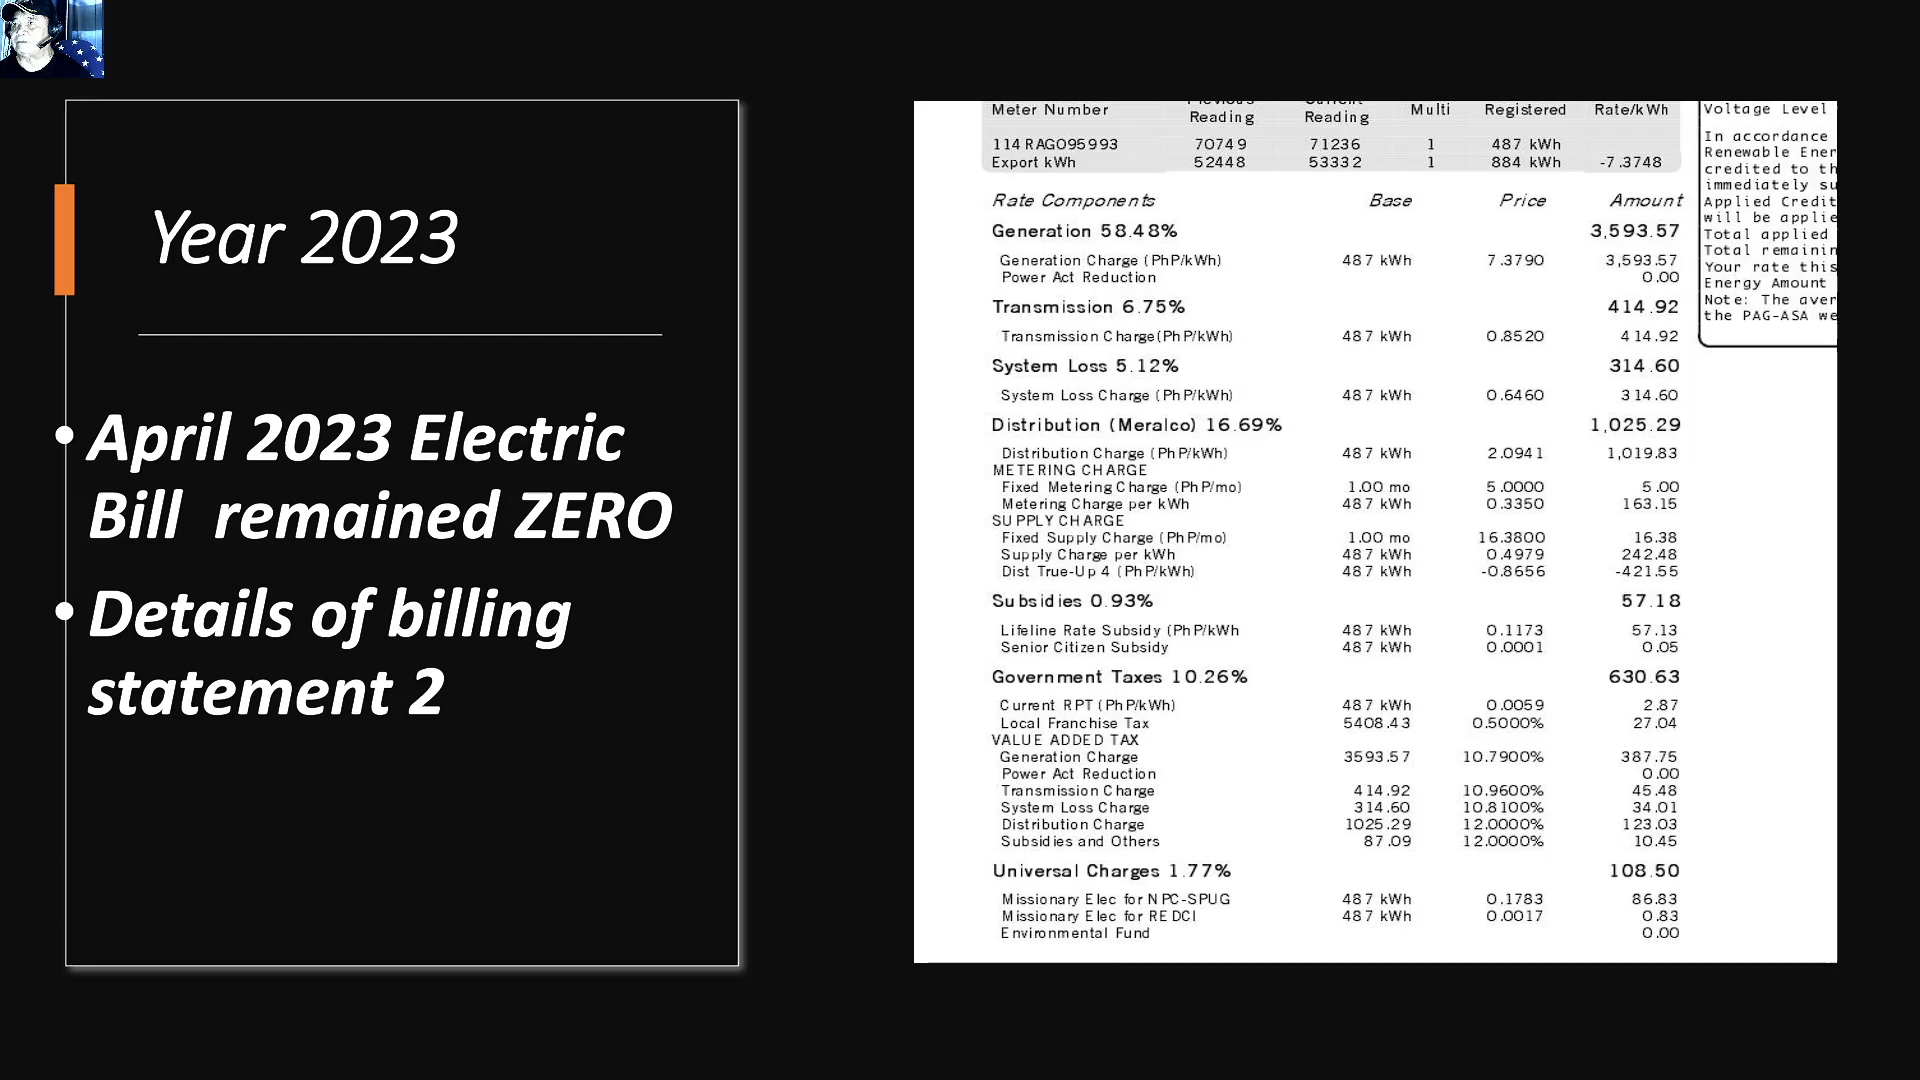 Year 2023
• April 2023 Electric
Bill remained ZERO
• Details of billing
statement 2
Meter Number Previous Reading Current Reading Multi Registered Rate/kWh
114RAG095993 70749 71236 1 487 kWh
Export kWh 52448 53332 1 884 kWh -7.3748
Rate Components Base Price Amount
Generation 58.48% 3,593.57
Generation Charge (PhP/kWh) 487 kWh 7.3790 3,593.57
Power Act Reduction 0.00
Transmission 6.75% 414.92
Transmission Charge(PhP/kWh) 487 kWh 0.8520 414.92
System Loss 5.12% 314.60
System Loss Charge (PhP/kWh) 487 kWh 0.6460 314.60
Distribution (Meralco) 16.69% 1,025.29
Distribution Charge (PhP/kWh) 487 kWh 2.0941 1,019.83
METERING CHARGE
Fixed Metering Charge (PhP/mo) 1.00 mo 5.0000 5.00
Metering Charge per kWh 487 kWh 0.3350 163.15
SUPPLY CHARGE
Fixed Supply Charge (PhP/mo) 1.00 mo 16.3800 16.38
Supply Charge per kWh 487 kWh 0.4979 242.48
Dist True-Up 4 (PhP/kWh) 487 kWh -0.8656 -421.55
Subsidies 0.93% 57.18
Lifeline Rate Subsidy (PhP/kWh 487 kWh 0.1173 57.13
Senior Citizen Subsidy 487 kWh 0.0001 0.05
Government Taxes 10.26% 630.63
Current RPT (PhP/kWh) 487 kWh 0.0059 2.87
Local Franchise Tax 5408.43 0.5000% 27.04
VALUE ADDED TAX
Generation Charge 3593.57 10.7900% 387.75
Power Act Reduction 0.00
Transmission Charge 414.92 10.9600% 45.48
System Loss Charge 314.60 10.8100% 34.01
Distribution Charge 1025.29 12.0000% 123.03
Subsidies and Others 87.09 12.0000% 10.45
Universal Charges 1.77% 108.50
Missionary Elec for NPC-SPUG 487 kWh 0.1783 86.83
Missionary Elec for REDCI 487 kWh 0.0017 0.83
Environmental Fund 0.00
Voltage Level
In accordance
Renewable Ener
credited to th
immediately su
Applied Credit
will be applie
Total applied
Total remainin
Your rate this
Energy Amount
Note: The aver
the PAG-ASA we